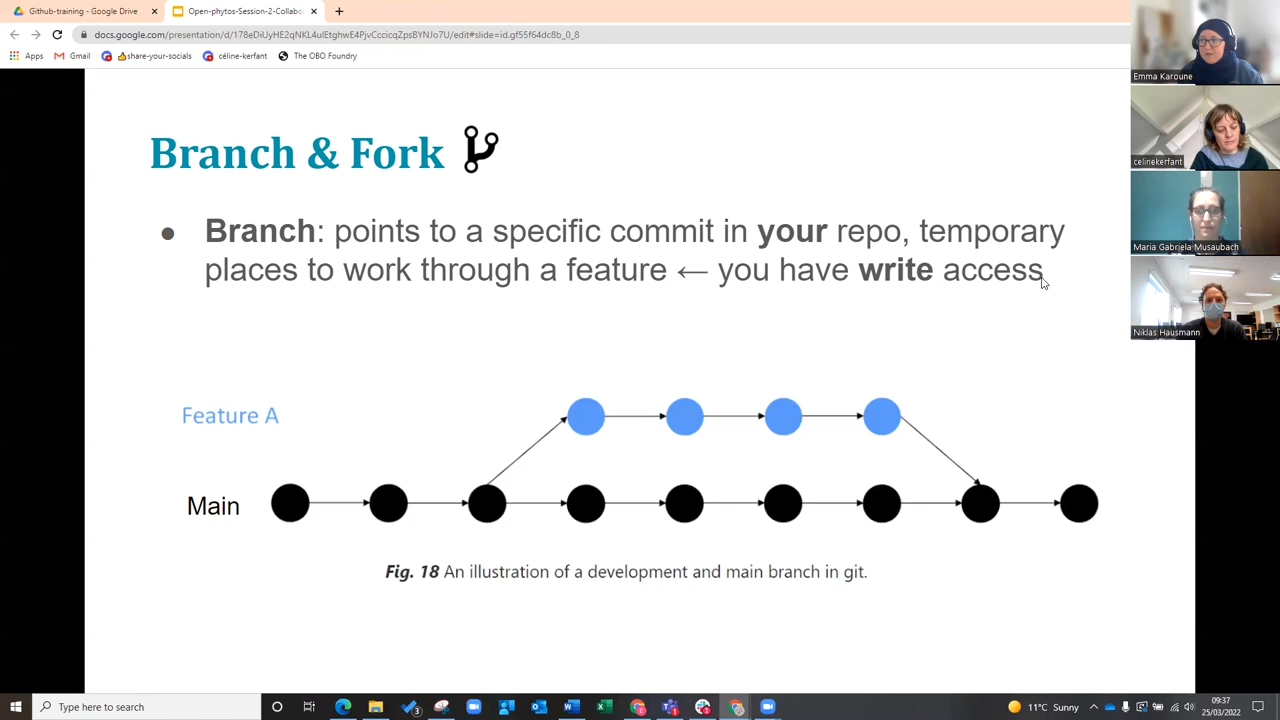 Github-training - Google Drive
Open-phytos-Session-2-Collabo
docs.google.com/presentation/d/178eDiUyHE2qNKL4uIEtghwE4PjvCccicqZpsBYNJo7U/edit#slide=id.gf55f64dc8b_0_8
Apps
Gmail
👍share-your-socials
céline-kerfant
The OBO Foundry
Emma Karoune
celinekerfant
Maria Gabriela Musaubach
Niklas Hausmann
Branch & Fork
● Branch: points to a specific commit in your repo, temporary
places to work through a feature ← you have write access
Feature A
Main
Fig. 18 An illustration of a development and main branch in git.
Type here to search
3
11°C Sunny
09:37
25/03/2022